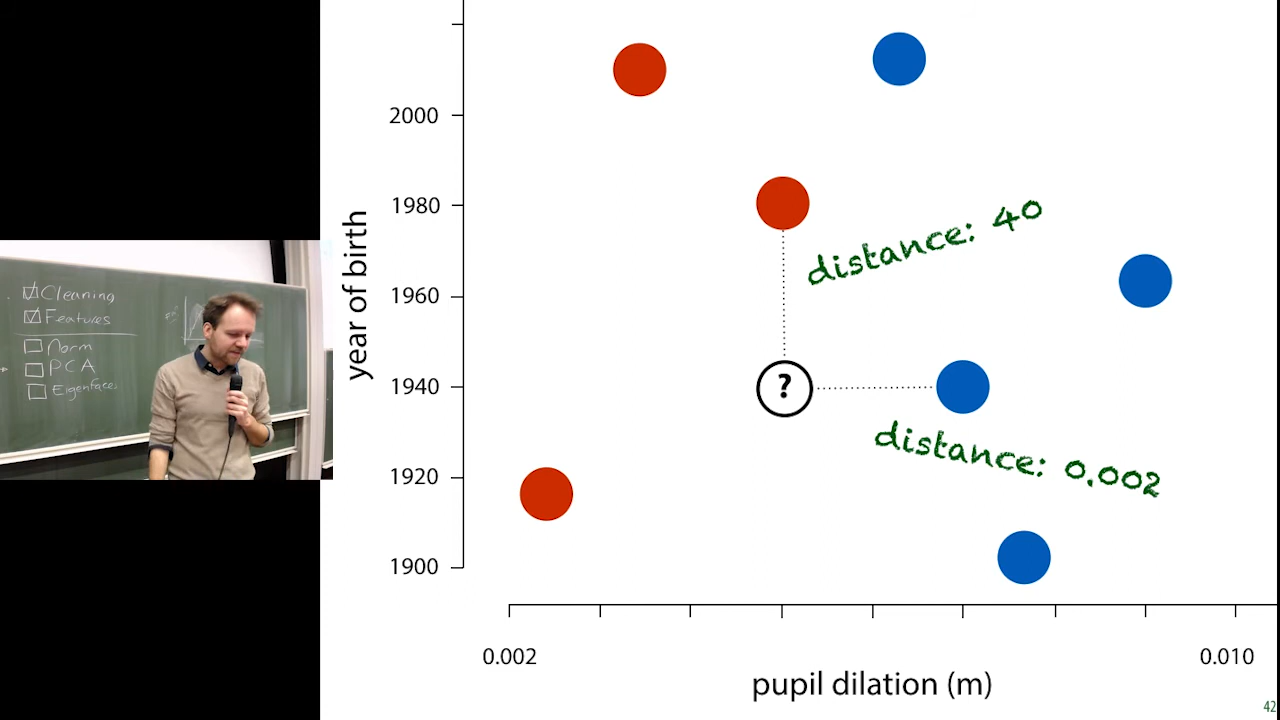 Cleaning
Features
Norm
PCA
Eigenfaces
year of birth
2000
1980
1960
1940
1920
1900
distance: 40
?
distance: 0.002
0.002
0.010
pupil dilation (m)
42